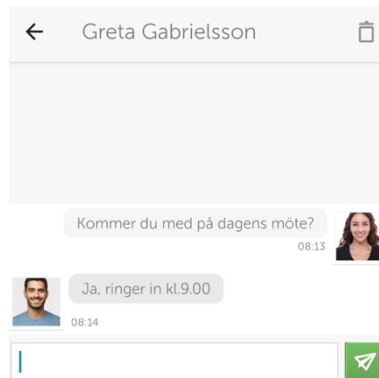 Greta Gabrielsson
Kommer du med på dagens möte?
08:13
Ja, ringer in kl.9.00
08:14